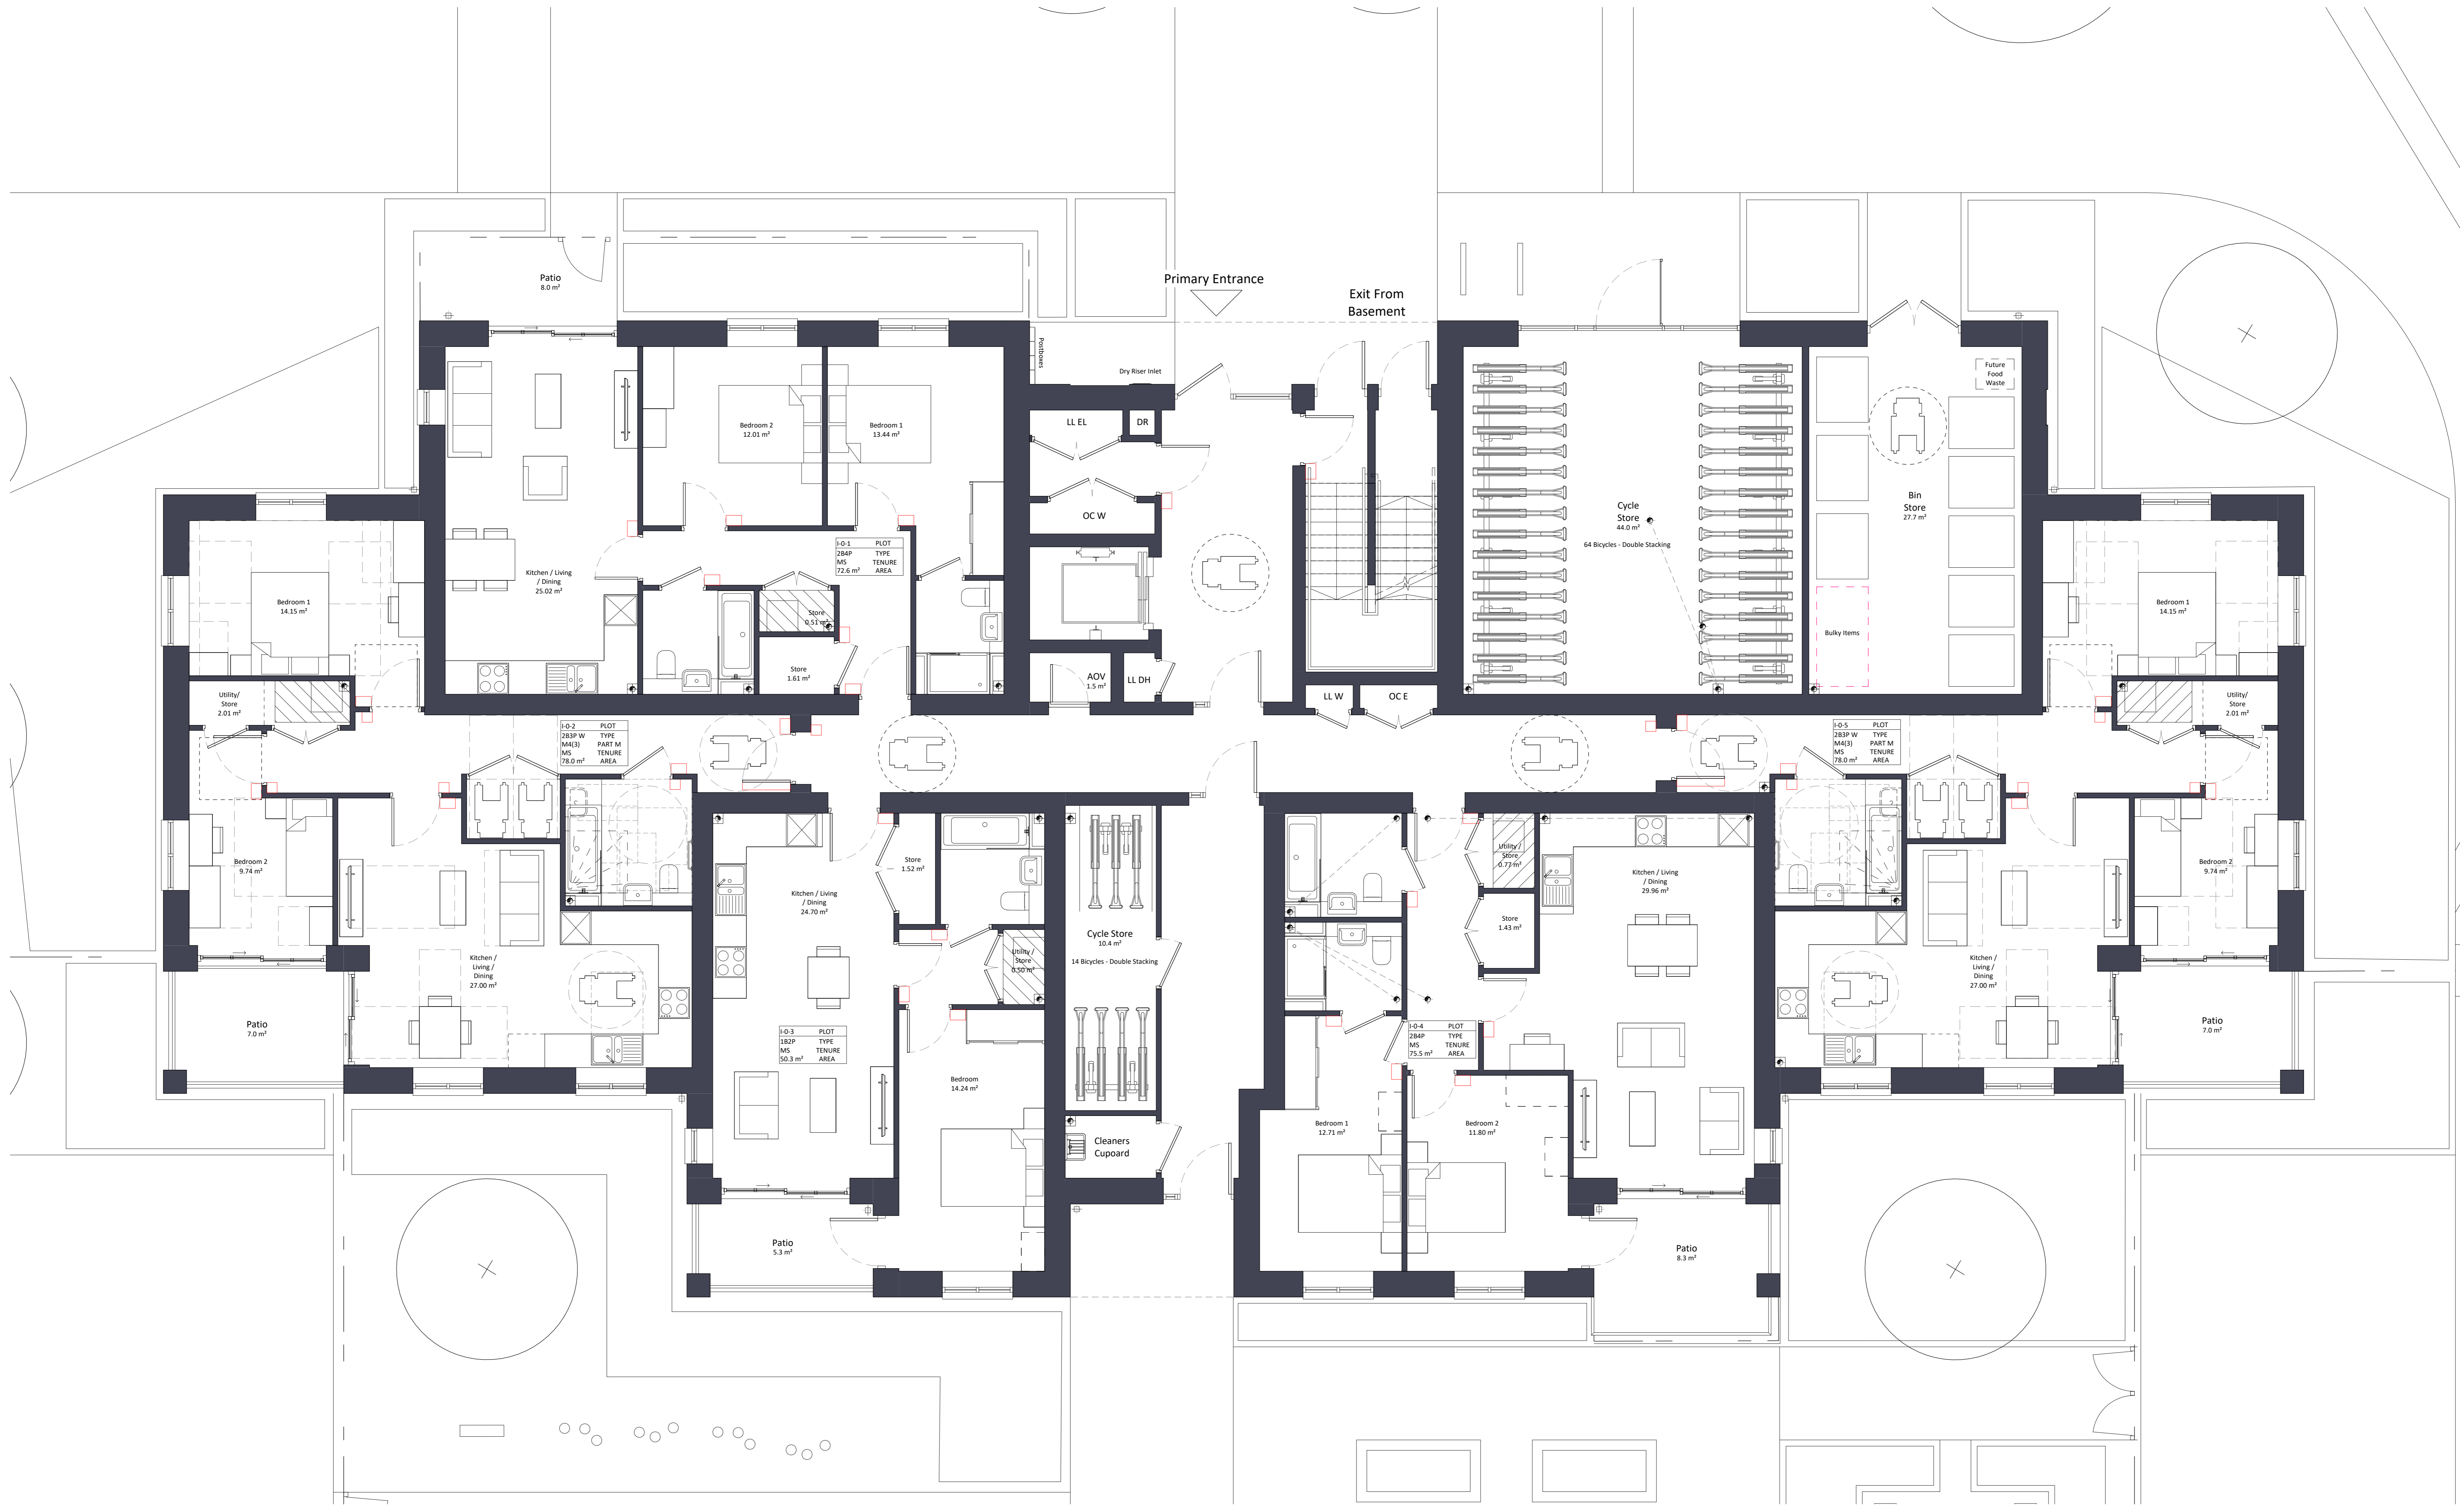 Patio
8.0 m²
Primary Entrance
Exit From
Basement
Postboxes
Dry Riser Inlet
Future
Food
Waste
LL EL
DR
Bedroom 2
12.01 m²
Bedroom 1
13.44 m²
OC W
Bin
Store
27.7 m²
Cycle
Store
44.0 m²
64 Bicycles - Double Stacking
I-0-1 PLOT
2B4P TYPE
MS TENURE
72.6 m² AREA
Kitchen / Living
/ Dining
25.02 m²
Bedroom 1
14.15 m²
Bedroom 1
14.15 m²
Store
0.51 m²
Bulky Items
Store
1.61 m²
AOV
1.5 m²
LL DH
LL W
OC E
Utility/
Store
2.01 m²
Utility/
Store
2.01 m²
I-0-2 PLOT
2B3P W TYPE
M4(3) PART M
MS TENURE
78.0 m² AREA
I-0-5 PLOT
2B3P W TYPE
M4(3) PART M
MS TENURE
78.0 m² AREA
Bedroom 2
9.74 m²
Store
1.52 m²
Kitchen / Living
/ Dining
24.70 m²
Utility /
Store
0.77 m²
Kitchen / Living
/ Dining
29.96 m²
Bedroom 2
9.74 m²
Store
1.43 m²
Cycle Store
10.4 m²
14 Bicycles - Double Stacking
Utility /
Store
0.50 m²
Kitchen /
Living /
Dining
27.00 m²
Kitchen /
Living /
Dining
27.00 m²
Patio
7.0 m²
Patio
7.0 m²
I-0-3 PLOT
1B2P TYPE
MS TENURE
50.3 m² AREA
I-0-4 PLOT
2B4P TYPE
MS TENURE
75.5 m² AREA
Bedroom
14.24 m²
Bedroom 1
12.71 m²
Bedroom 2
11.80 m²
Cleaners
Cupoard
Patio
5.3 m²
Patio
8.3 m²